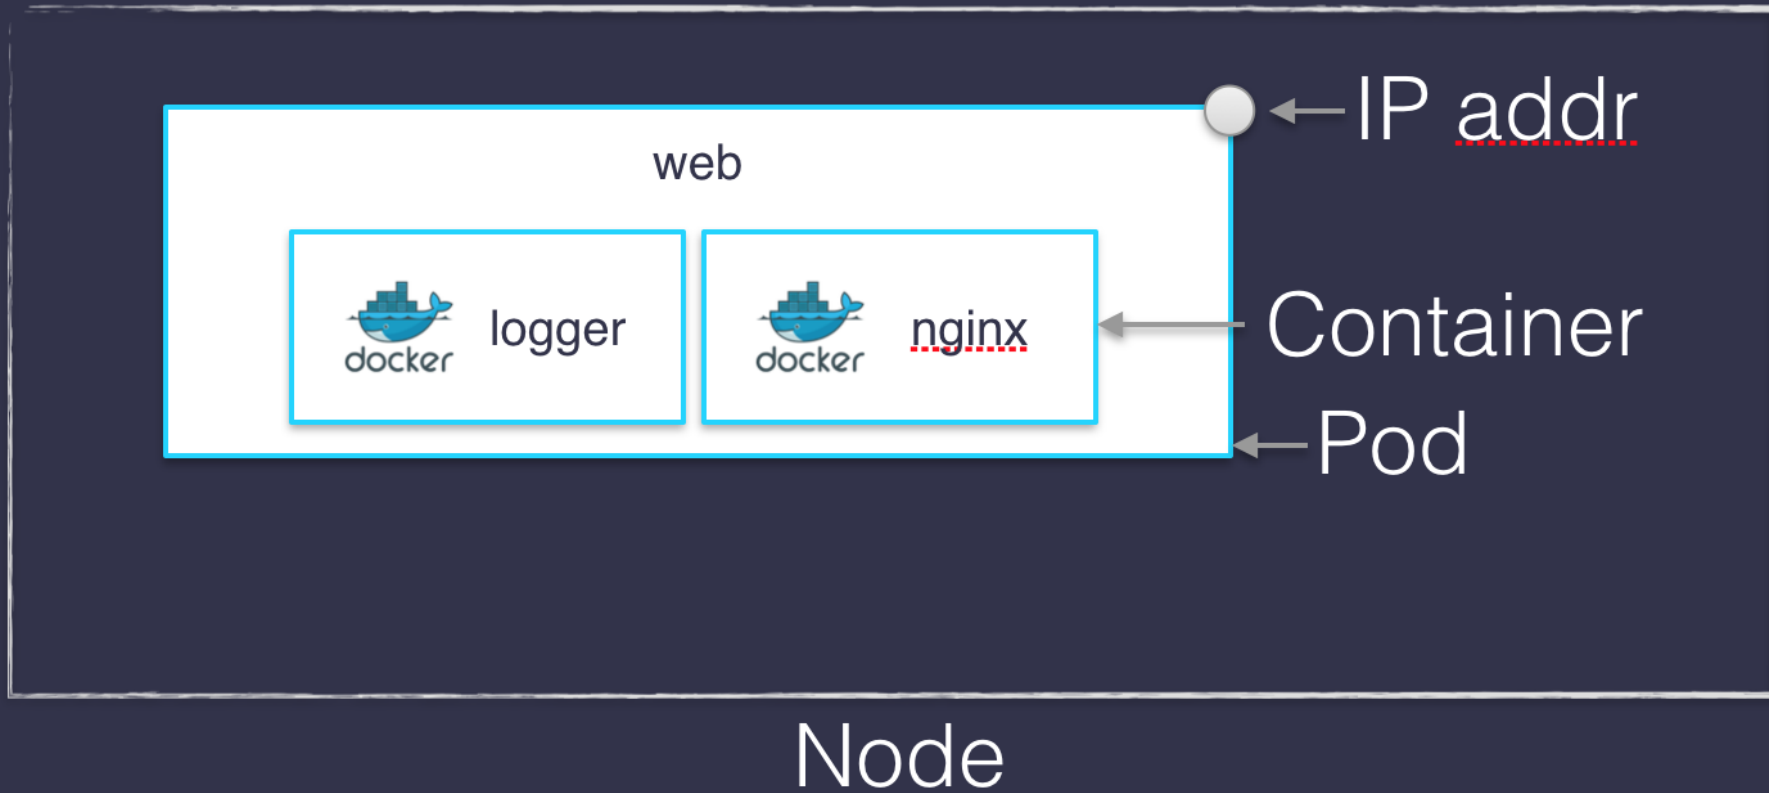 IP addr
web
logger
docker
nginx
docker
Container
Pod
Node